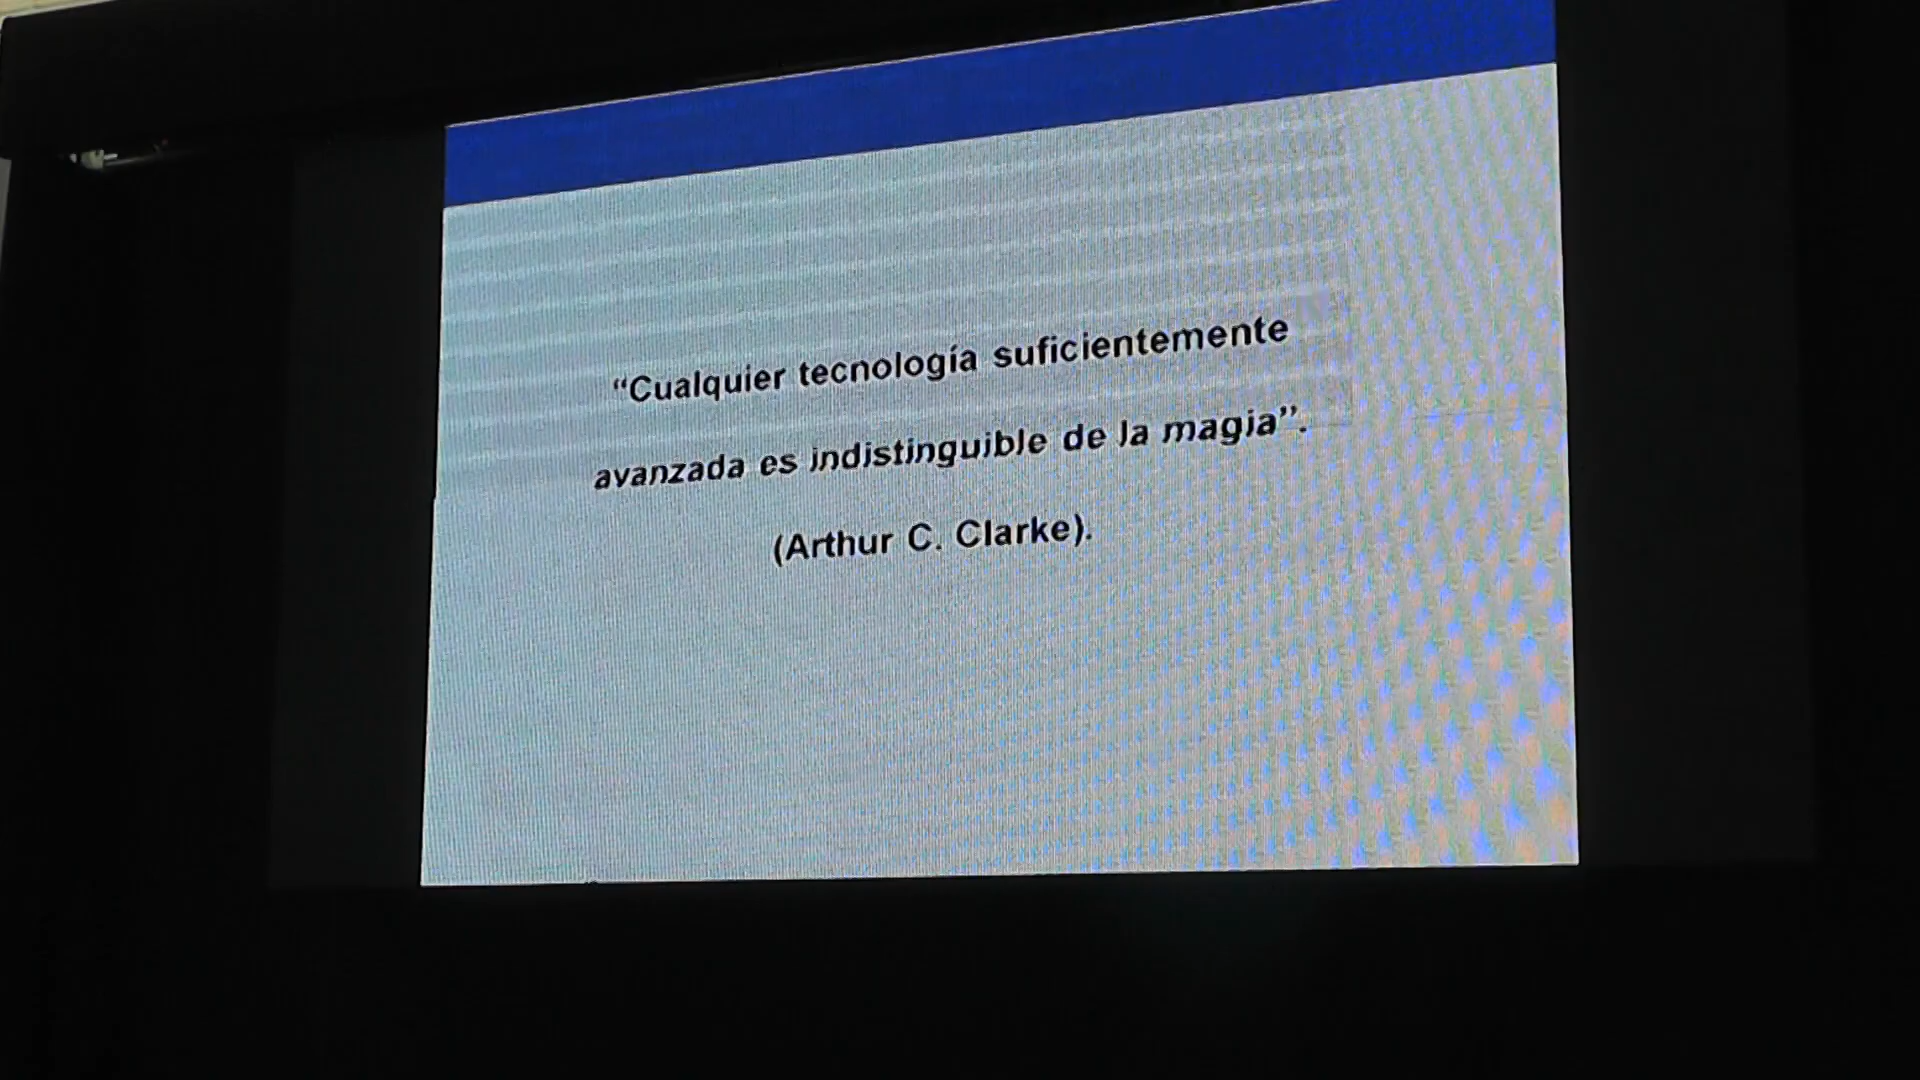 “Cualquier tecnología suficientemente
avanzada es indistinguible de la magia”.
(Arthur C. Clarke).